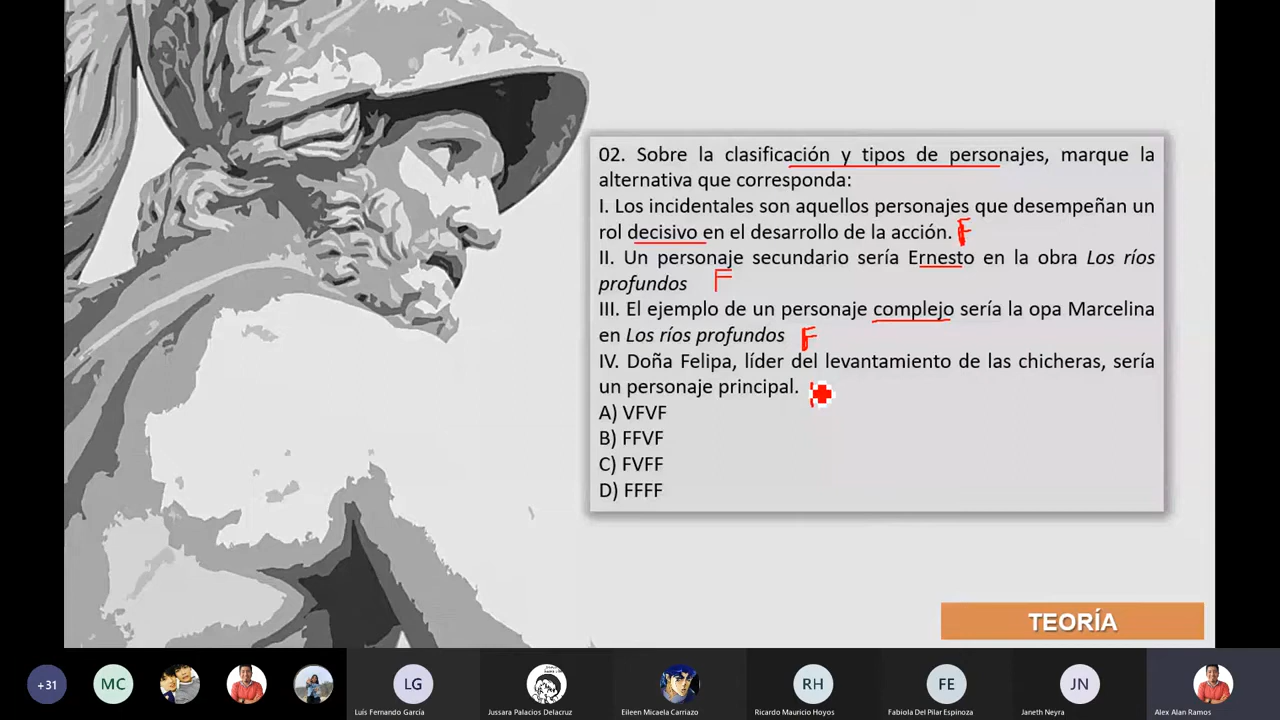 02. Sobre la clasificación y tipos de personajes, marque la
alternativa que corresponda:
I. Los incidentales son aquellos personajes que desempeñan un
rol decisivo en el desarrollo de la acción. F
II. Un personaje secundario sería Ernesto en la obra Los ríos
profundos F
III. El ejemplo de un personaje complejo sería la opa Marcelina
en Los ríos profundos F
IV. Doña Felipa, líder del levantamiento de las chicheras, sería
un personaje principal.
A) VFVF
B) FFVF
C) FVFF
D) FFFF
TEORÍA
+31
MC
LG
RH
FE
JN
Luis Fernando García
Jussara Palacios Delacruz
Eileen Micaela Carriazo
Ricardo Mauricio Hoyos
Fabiola Del Pilar Espinoza
Janeth Neyra
Alex Alan Ramos